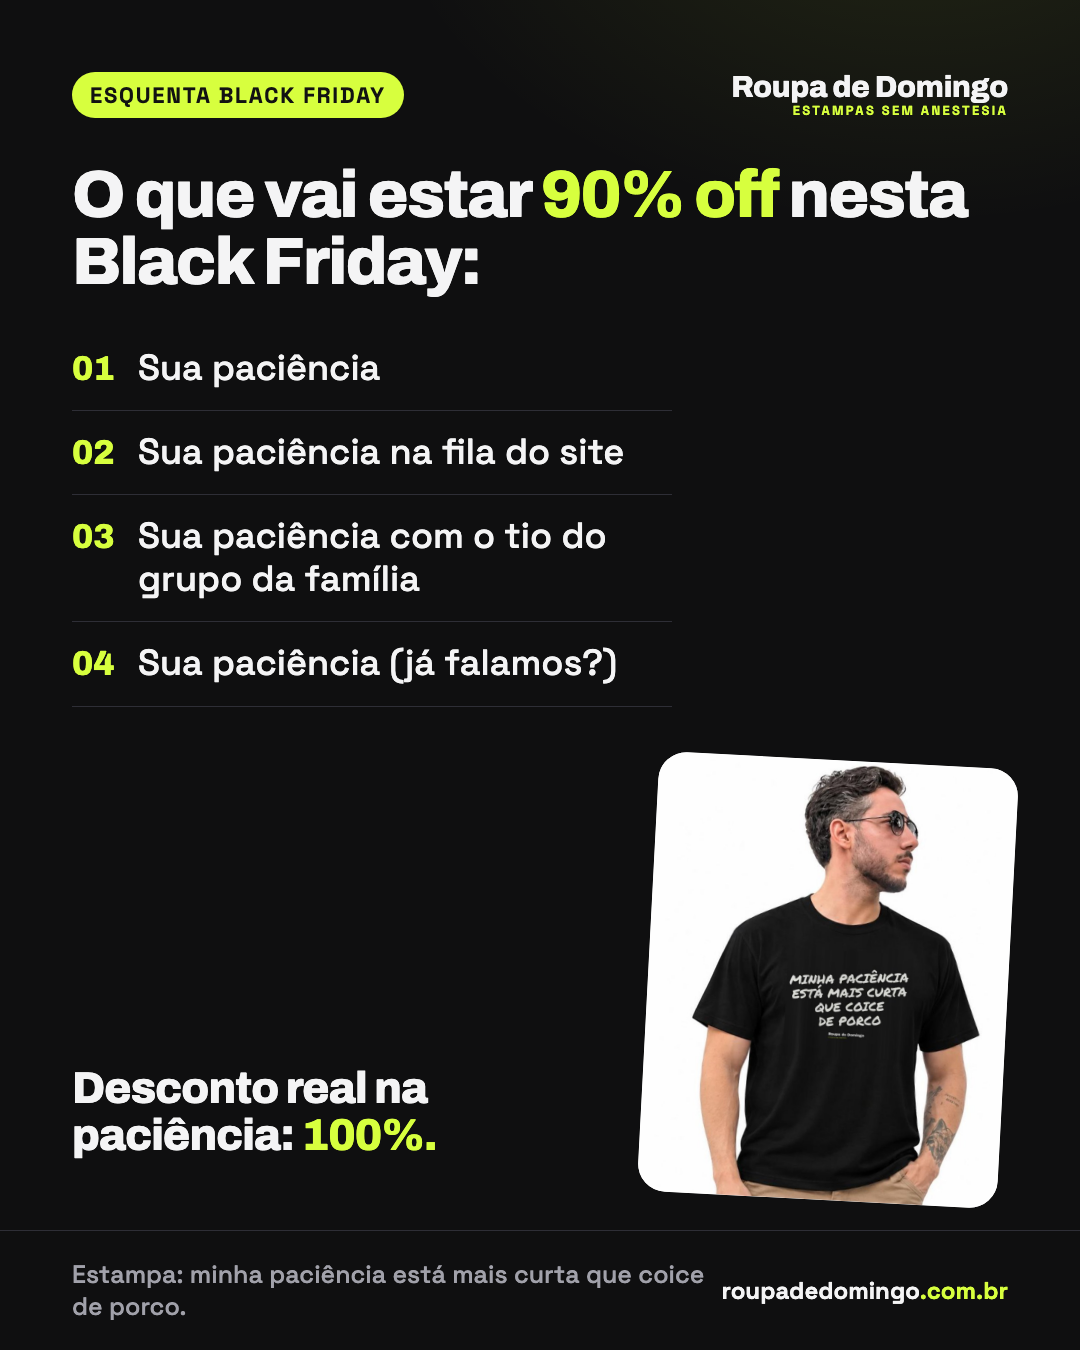 ESQUENTA BLACK FRIDAY
Roupa de Domingo
ESTAMPAS SEM ANESTESIA
O que vai estar 90% off nesta
Black Friday:
01 Sua paciência
02 Sua paciência na fila do site
03 Sua paciência com o tio do
grupo da família
04 Sua paciência (já falamos?)
MINHA PACIÊNCIA
ESTÁ MAIS CURTA
QUE COICE
DE PORCO
Roupa de Domingo
Desconto real na
paciência: 100%.
Estampa: minha paciência está mais curta que coice
de porco.
roupadedomingo.com.br